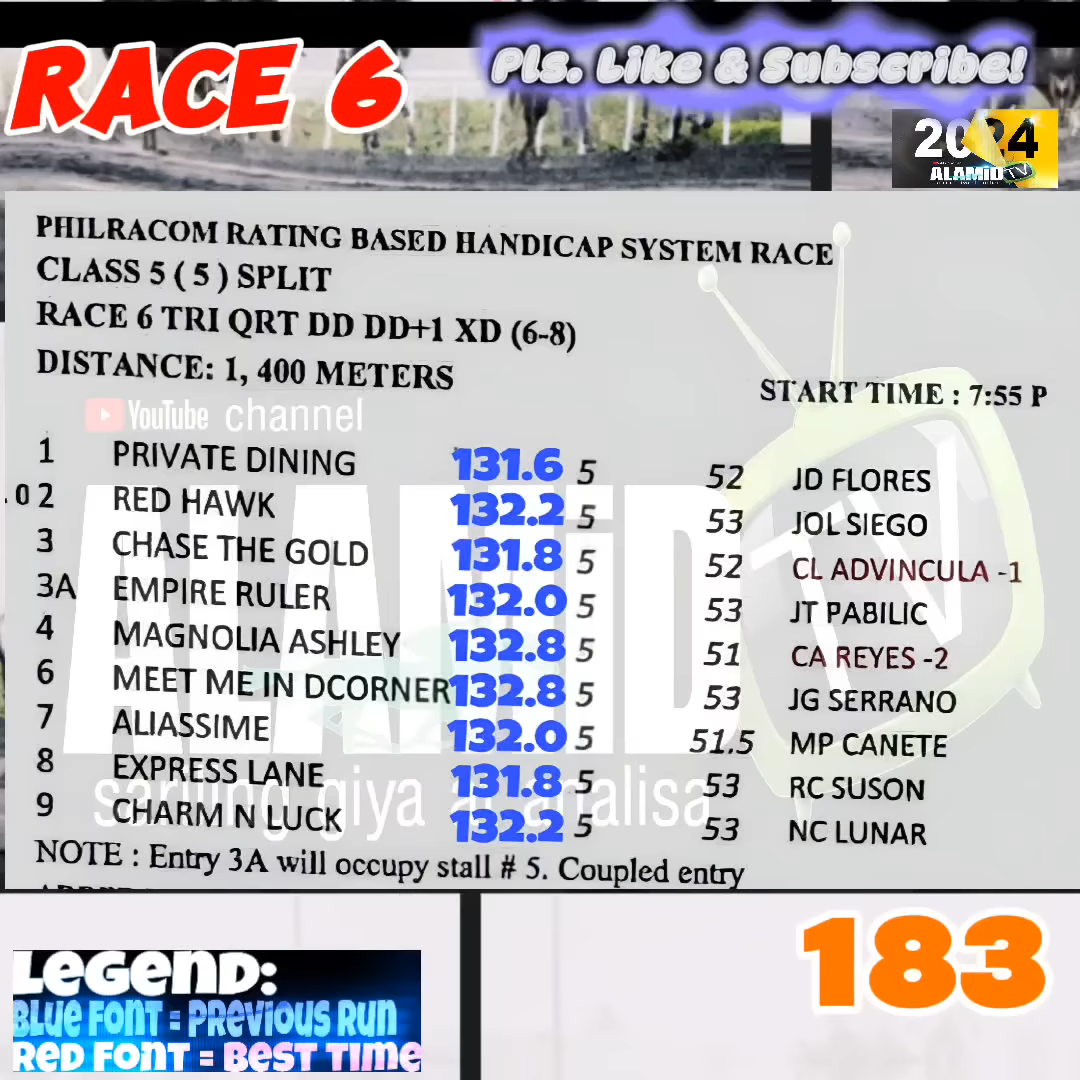 RACE 6
Pls. Like & Subscribe!
2024
ALAMiD TV
PHILRACOM RATING BASED HANDICAP SYSTEM RACE
CLASS 5 ( 5 ) SPLIT
RACE 6 TRI QRT DD DD+1 XD (6-8)
DISTANCE: 1, 400 METERS
START TIME : 7:55 P
YouTube channel
1 PRIVATE DINING 131.6 5 52 JD FLORES
.0 2 RED HAWK 132.2 5 53 JOL SIEGO
3 CHASE THE GOLD 131.8 5 52 CL ADVINCULA -1
3A EMPIRE RULER 132.0 5 53 JT PABILIC
4 MAGNOLIA ASHLEY 132.8 5 51 CA REYES -2
6 MEET ME IN DCORNER 132.8 5 53 JG SERRANO
7 ALIASSIME 132.0 5 51.5 MP CANETE
8 EXPRESS LANE 131.8 5 53 RC SUSON
9 CHARM N LUCK 132.2 5 53 NC LUNAR
ALAMiD TV
sariling giya at analisa
NOTE : Entry 3A will occupy stall # 5. Coupled entry
183
LEGEND:
BLUE FONT = PREVIOUS RUN
RED FONT = BEST TIME